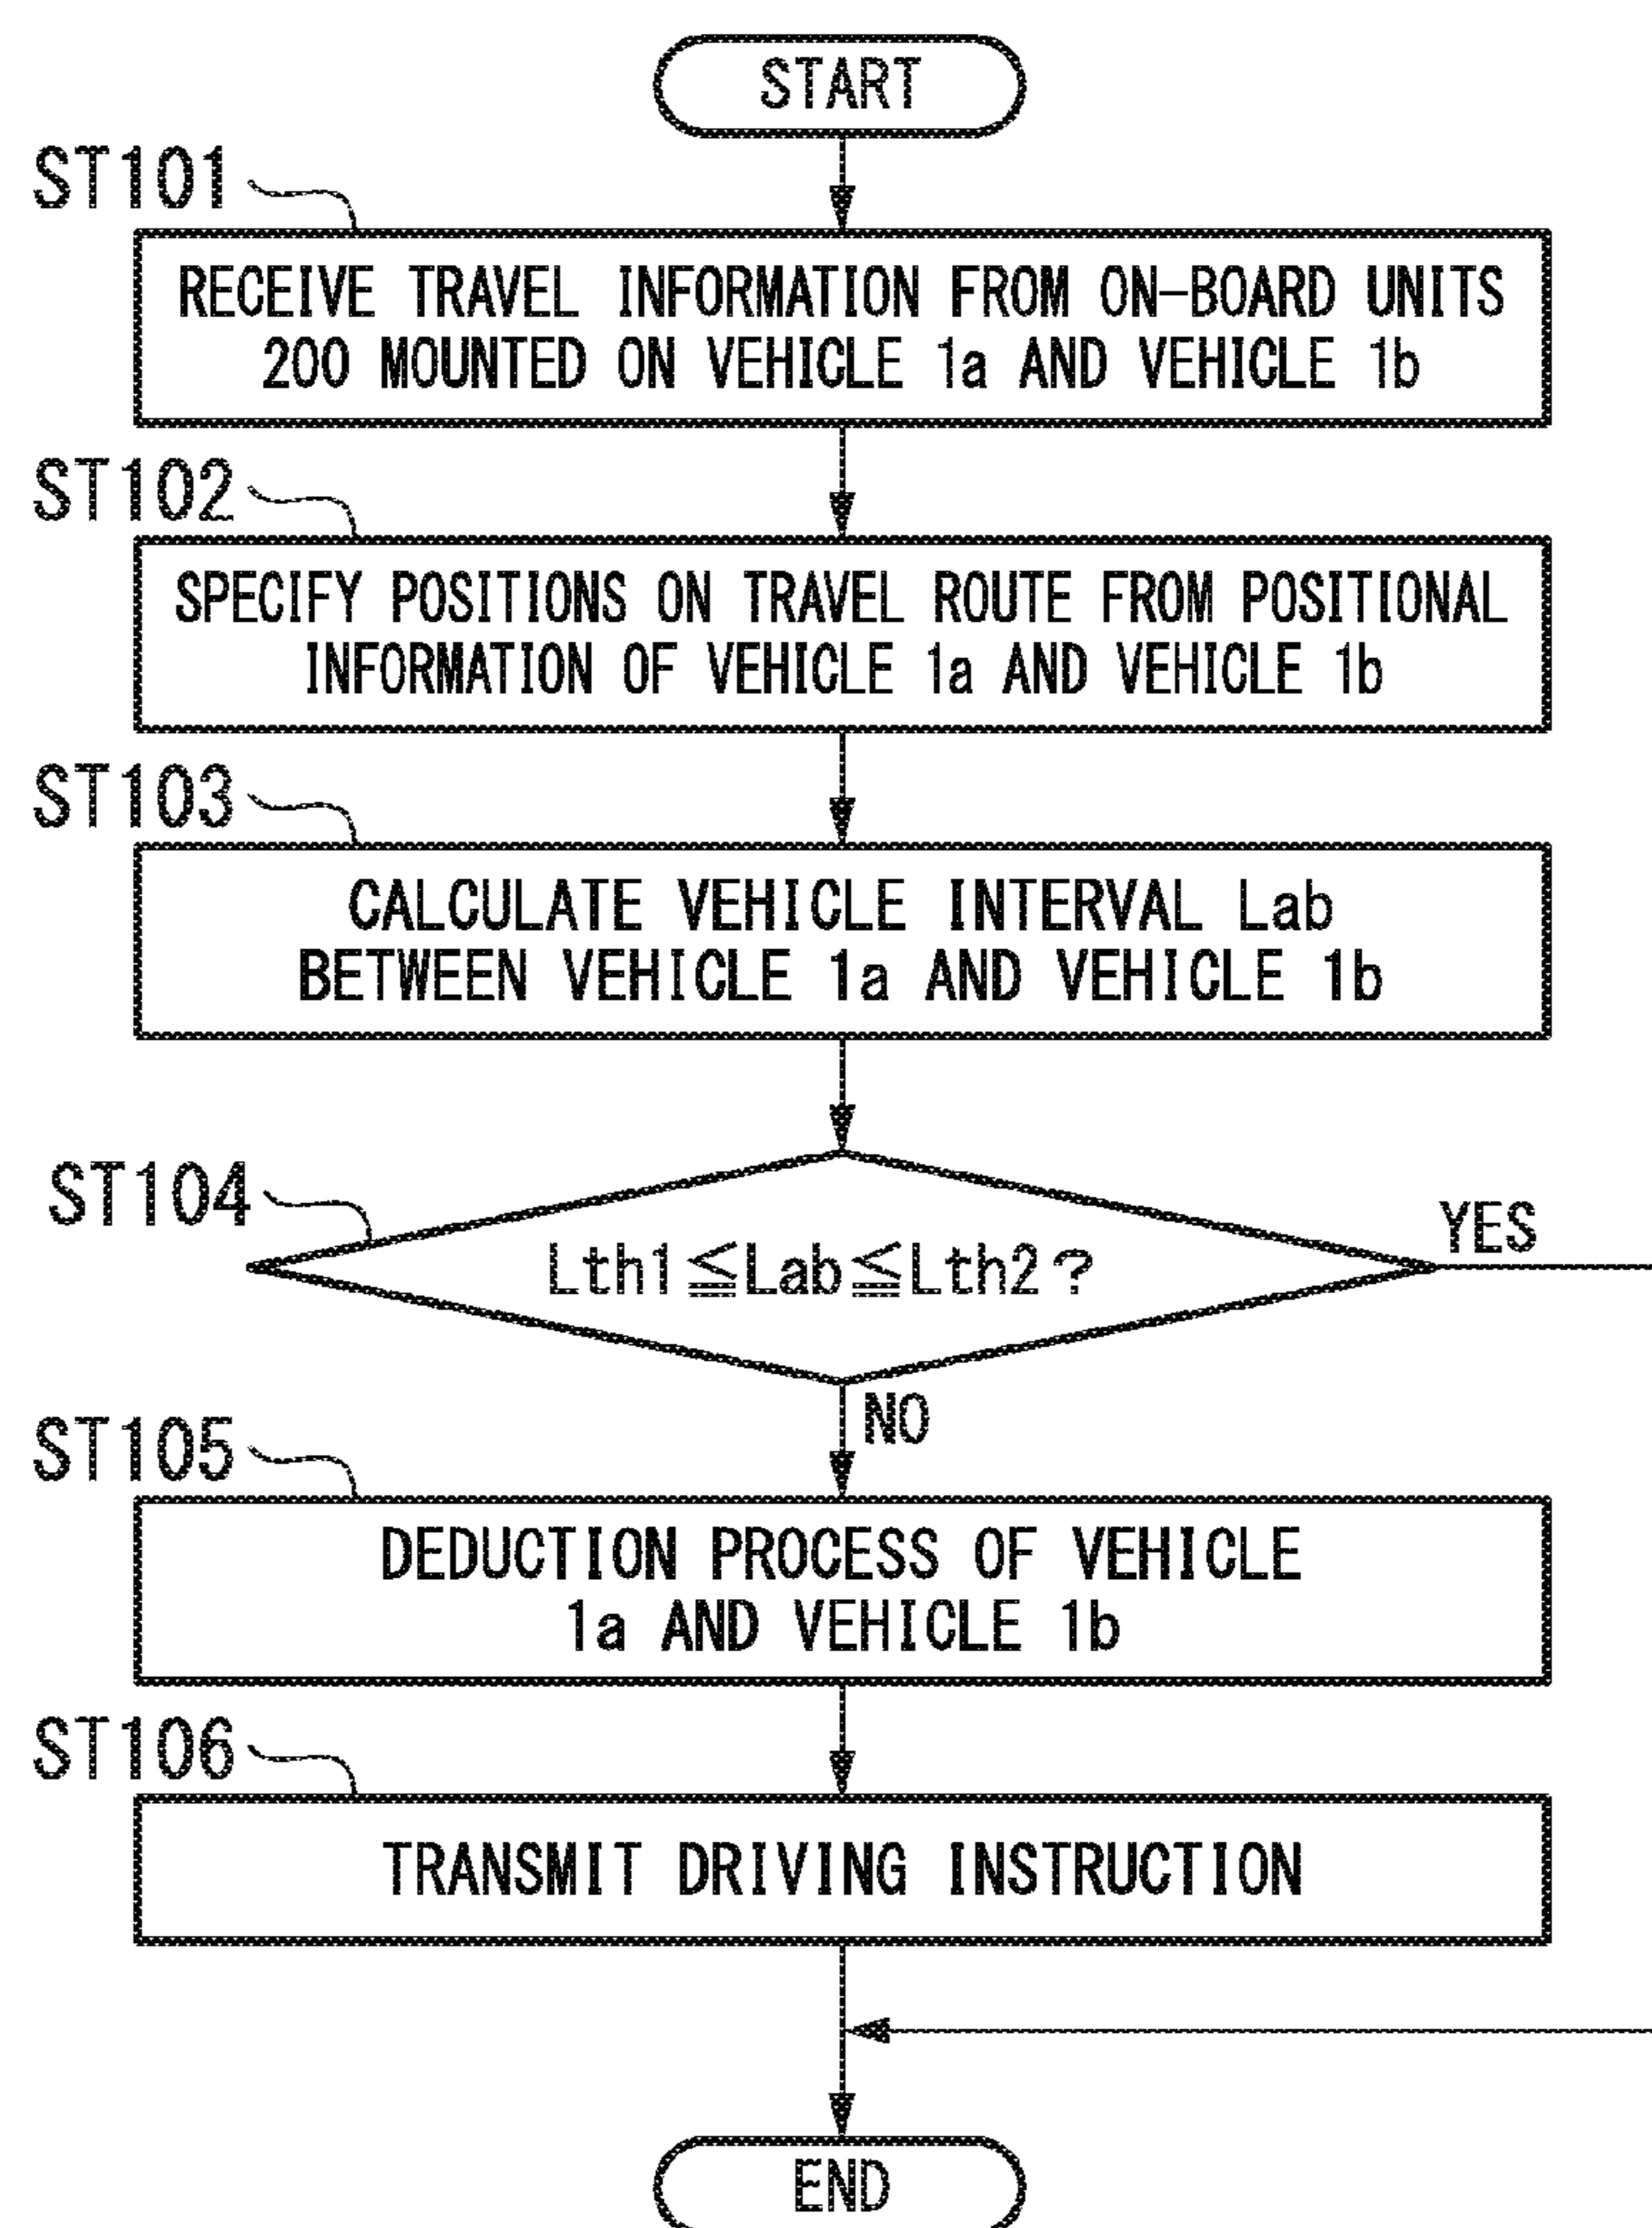 START
ST101
RECEIVE TRAVEL INFORMATION FROM ON-BOARD UNITS
200 MOUNTED ON VEHICLE 1a AND VEHICLE 1b
ST102
SPECIFY POSITIONS ON TRAVEL ROUTE FROM POSITIONAL
INFORMATION OF VEHICLE 1a AND VEHICLE 1b
ST103
CALCULATE VEHICLE INTERVAL Lab
BETWEEN VEHICLE 1a AND VEHICLE 1b
ST104
Lth1≦Lab≦Lth2?
YES
NO
ST105
DEDUCTION PROCESS OF VEHICLE
1a AND VEHICLE 1b
ST106
TRANSMIT DRIVING INSTRUCTION
END